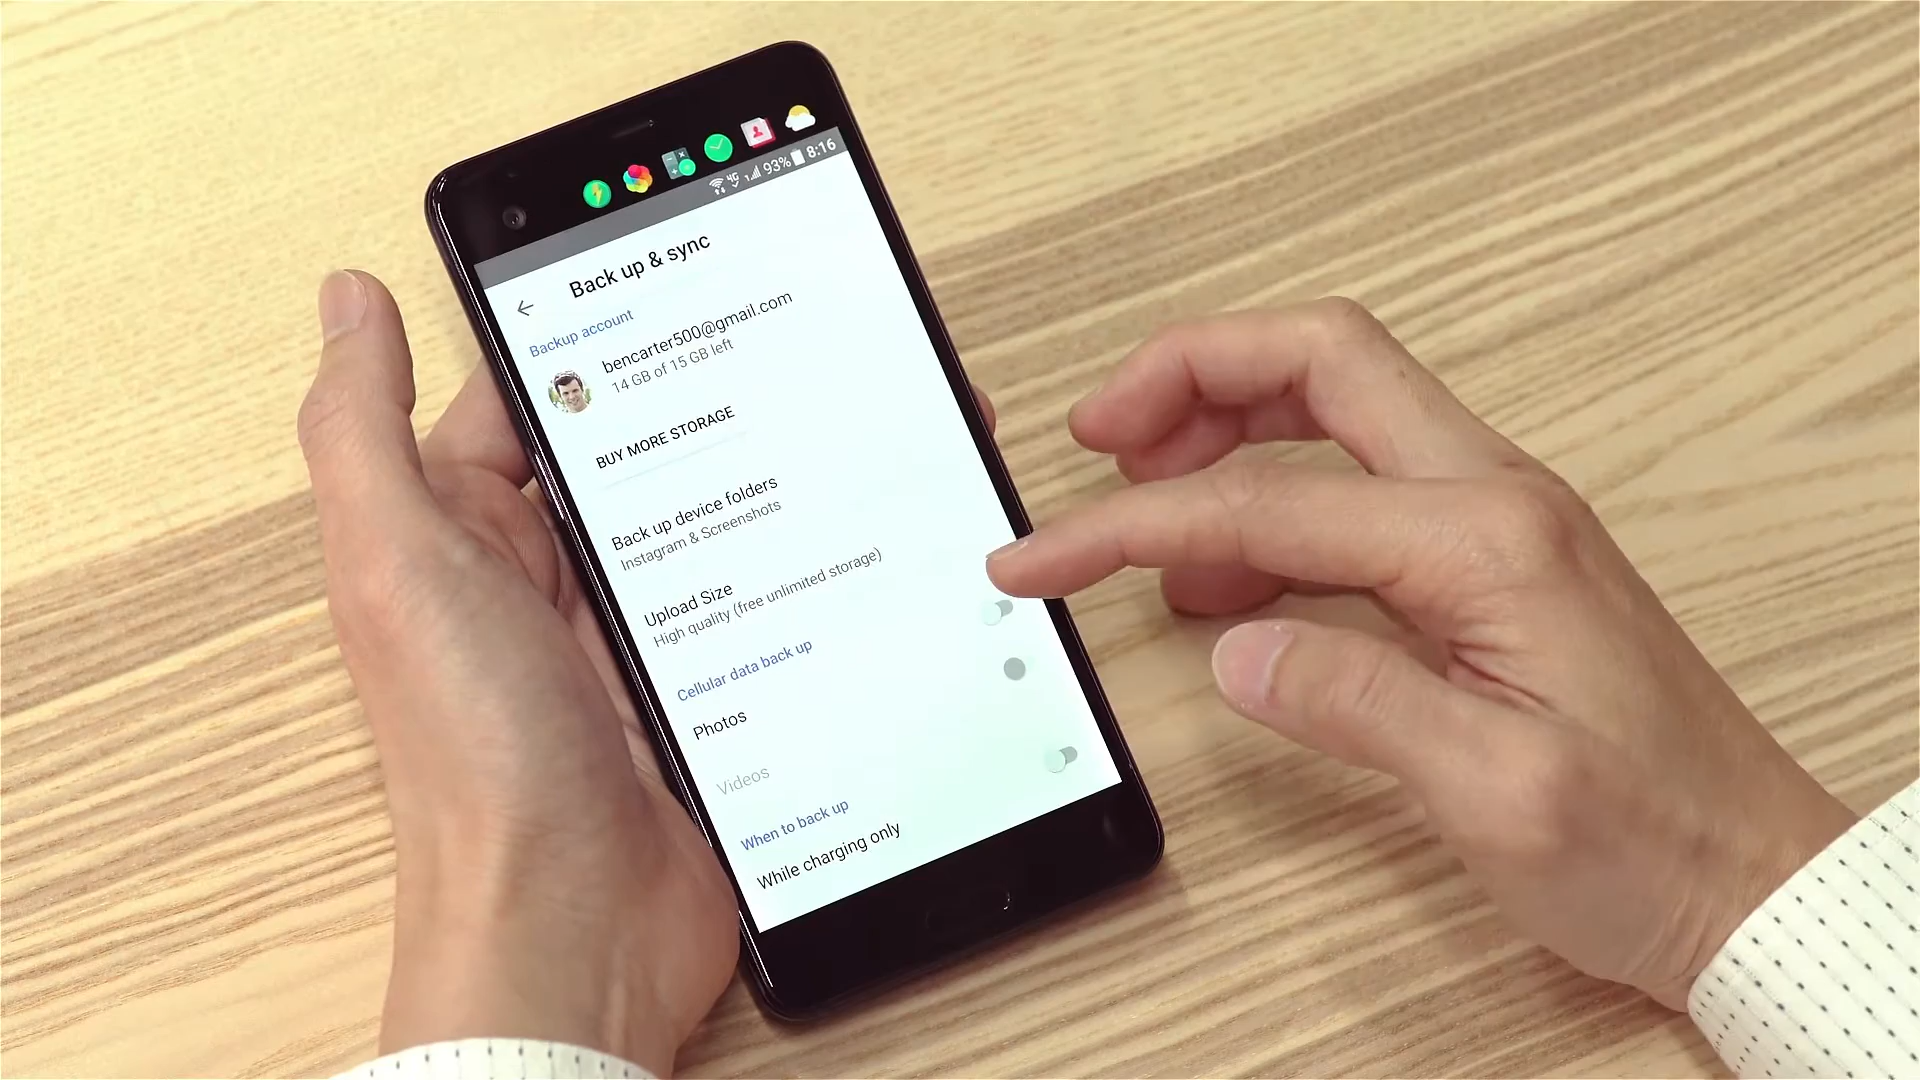 4G
93%
8:16
Back up & sync
Backup account
bencarter500@gmail.com
14 GB of 15 GB left
BUY MORE STORAGE
Back up device folders
Instagram & Screenshots
Upload Size
High quality (free unlimited storage)
Cellular data back up
Photos
Videos
When to back up
While charging only